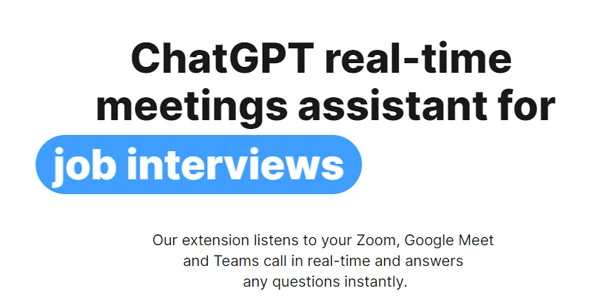 ChatGPT real-time
meetings assistant for
job interviews
Our extension listens to your Zoom, Google Meet
and Teams call in real-time and answers
any questions instantly.